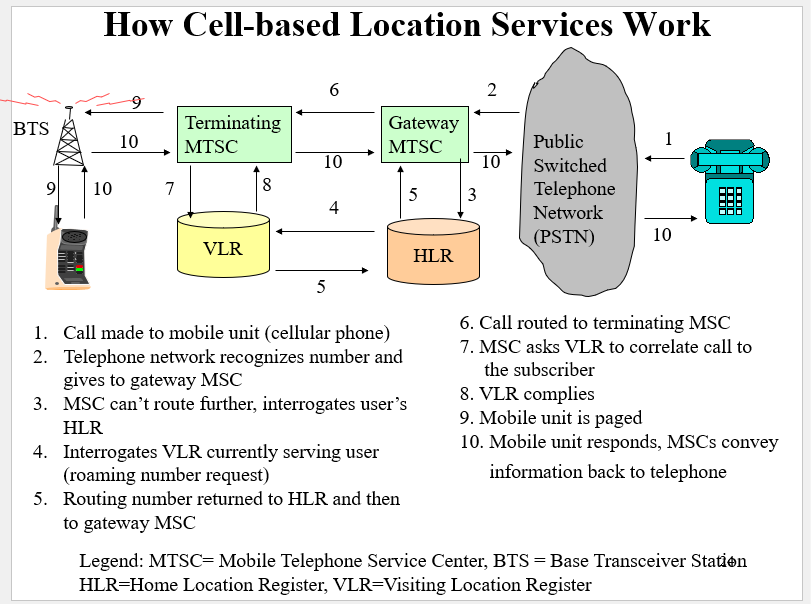 How Cell-based Location Services Work
9
6
2
BTS
Terminating
MTSC
Gateway
MTSC
10
10
10
1
Public
Switched
Telephone
Network
(PSTN)
9
10
7
8
4
5
3
VLR
HLR
10
5
1. Call made to mobile unit (cellular phone)
2. Telephone network recognizes number and
gives to gateway MSC
3. MSC can’t route further, interrogates user’s
HLR
4. Interrogates VLR currently serving user
(roaming number request)
5. Routing number returned to HLR and then
to gateway MSC
6. Call routed to terminating MSC
7. MSC asks VLR to correlate call to
the subscriber
8. VLR complies
9. Mobile unit is paged
10. Mobile unit responds, MSCs convey
information back to telephone
Legend: MTSC= Mobile Telephone Service Center, BTS = Base Transceiver Station
HLR=Home Location Register, VLR=Visiting Location Register
24